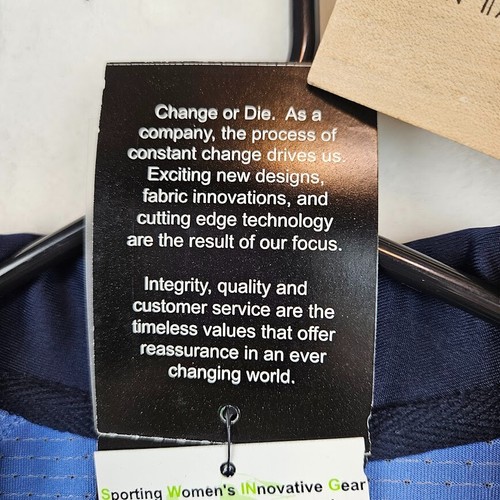 Change or Die. As a
company, the process of
constant change drives us.
Exciting new designs,
fabric innovations, and
cutting edge technology
are the result of our focus.
Integrity, quality and
customer service are the
timeless values that offer
reassurance in an ever
changing world.
Sporting Women's INnovative Gear